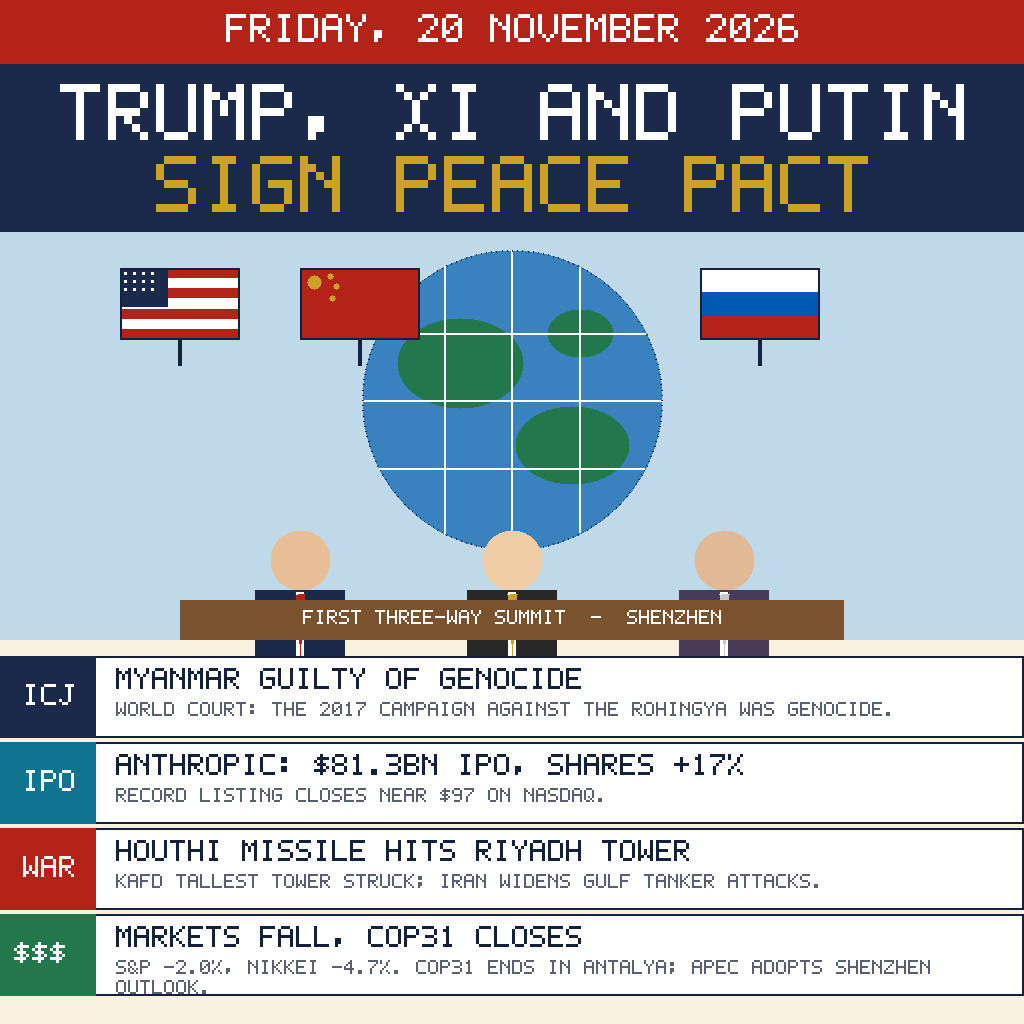 FRIDAY, 20 NOVEMBER 2026
TRUMP, XI AND PUTIN
SIGN PEACE PACT
FIRST THREE-WAY SUMMIT - SHENZHEN
ICJ
MYANMAR GUILTY OF GENOCIDE
WORLD COURT: THE 2017 CAMPAIGN AGAINST THE ROHINGYA WAS GENOCIDE.
IPO
ANTHROPIC: $81.3BN IPO, SHARES +17%
RECORD LISTING CLOSES NEAR $97 ON NASDAQ.
WAR
HOUTHI MISSILE HITS RIYADH TOWER
KAFD TALLEST TOWER STRUCK; IRAN WIDENS GULF TANKER ATTACKS.
$$$
MARKETS FALL, COP31 CLOSES
S&P -2.0%, NIKKEI -4.7%. COP31 ENDS IN ANTALYA; APEC ADOPTS SHENZHEN
OUTLOOK.